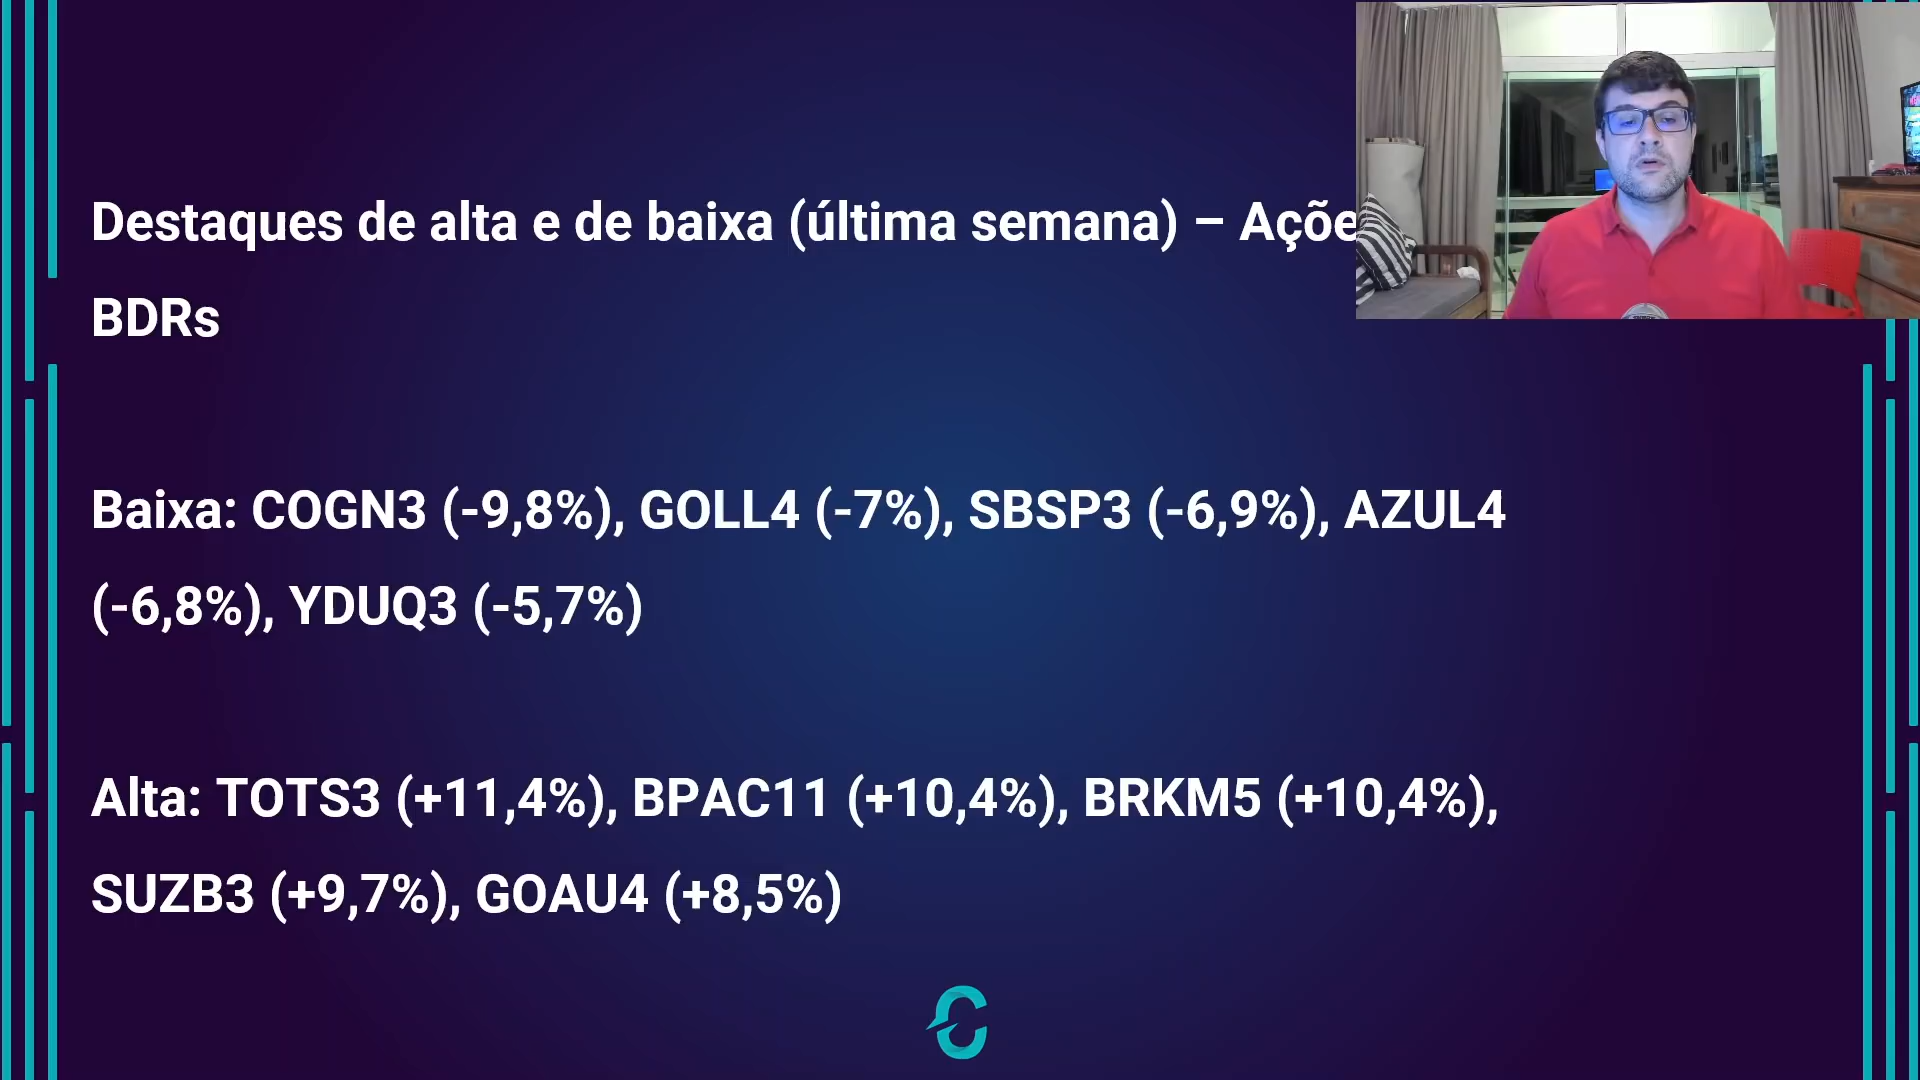 Destaques de alta e de baixa (última semana) –
BDRs
Baixa: COGN3 (-9,8%), GOLL4 (-7%), SBSP3 (-6,9%), AZUL4
(-6,8%), YDUQ3 (-5,7%)
Alta: TOTS3 (+11,4%), BPAC11 (+10,4%), BRKM5 (+10,4%),
SUZB3 (+9,7%), GOAU4 (+8,5%)